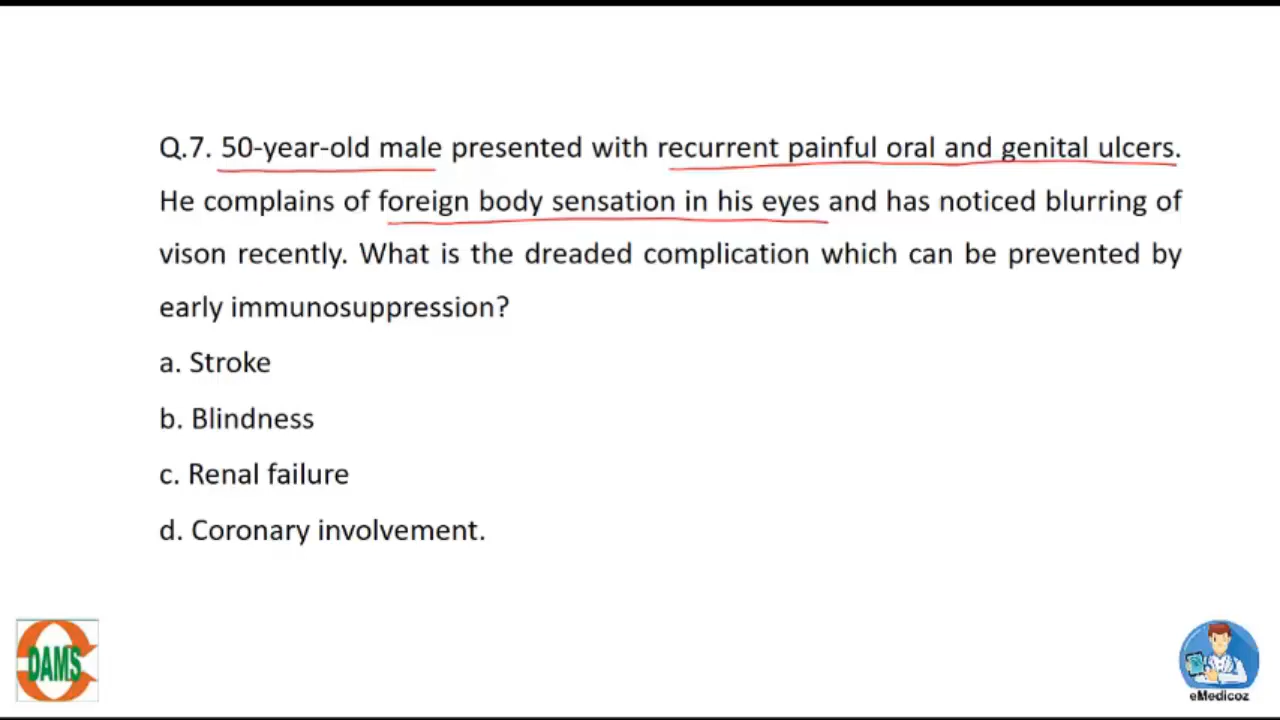 Q.7. 50-year-old male presented with recurrent painful oral and genital ulcers.
He complains of foreign body sensation in his eyes and has noticed blurring of
vison recently. What is the dreaded complication which can be prevented by
early immunosuppression?
a. Stroke
b. Blindness
c. Renal failure
d. Coronary involvement.
DAMS
eMedicoz